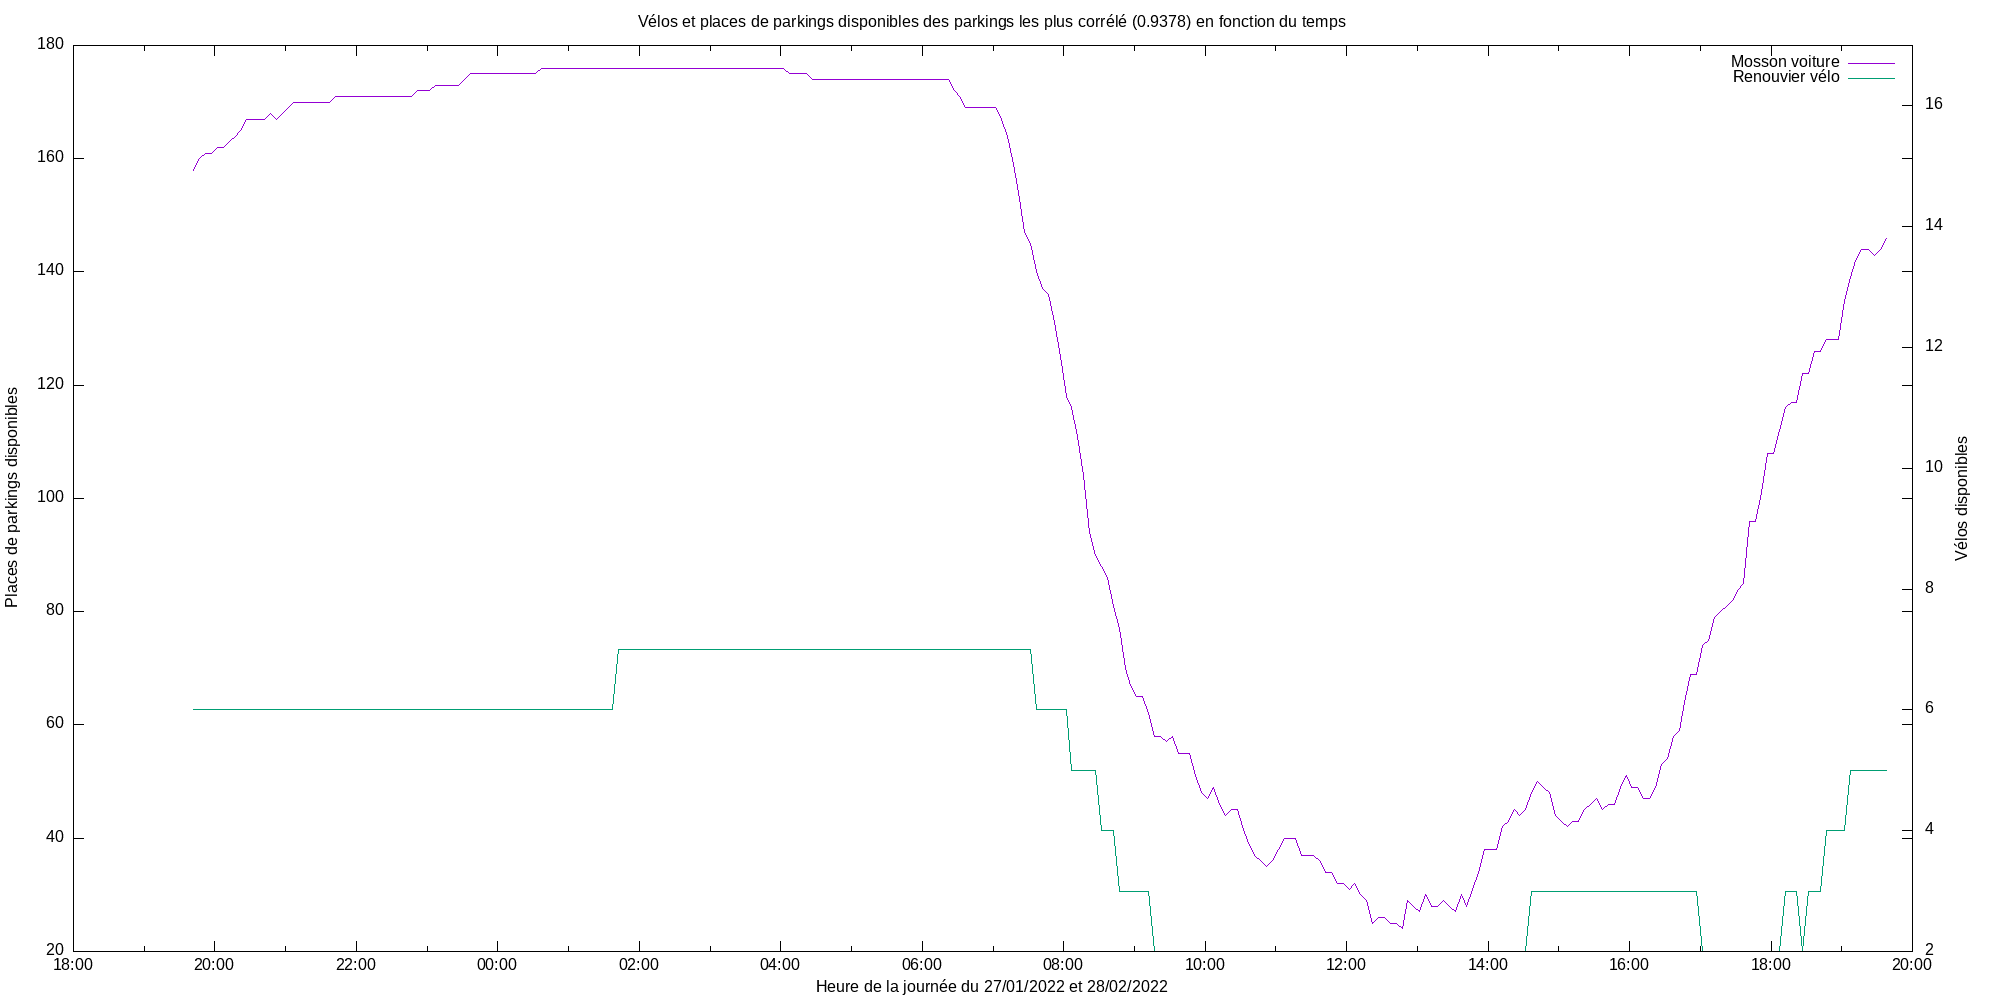 Vélos et places de parkings disponibles des parkings les plus corrélé (0.9378) en fonction du temps
Mosson voiture
Renouvier vélo
Places de parkings disponibles
180
160
140
120
100
80
60
40
20
16
14
12
10
8
6
4
2
Vélos disponibles
18:00 20:00 22:00 00:00 02:00 04:00 06:00 08:00 10:00 12:00 14:00 16:00 18:00 20:00
Heure de la journée du 27/01/2022 et 28/02/2022